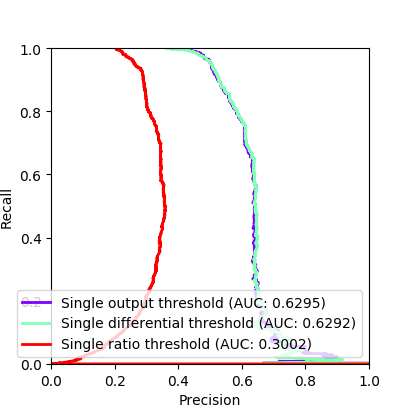 1.0
0.8
0.6
0.4
0.2
0.0
Recall
Single output threshold (AUC: 0.6295)
Single differential threshold (AUC: 0.6292)
Single ratio threshold (AUC: 0.3002)
0.0 0.2 0.4 0.6 0.8 1.0
Precision